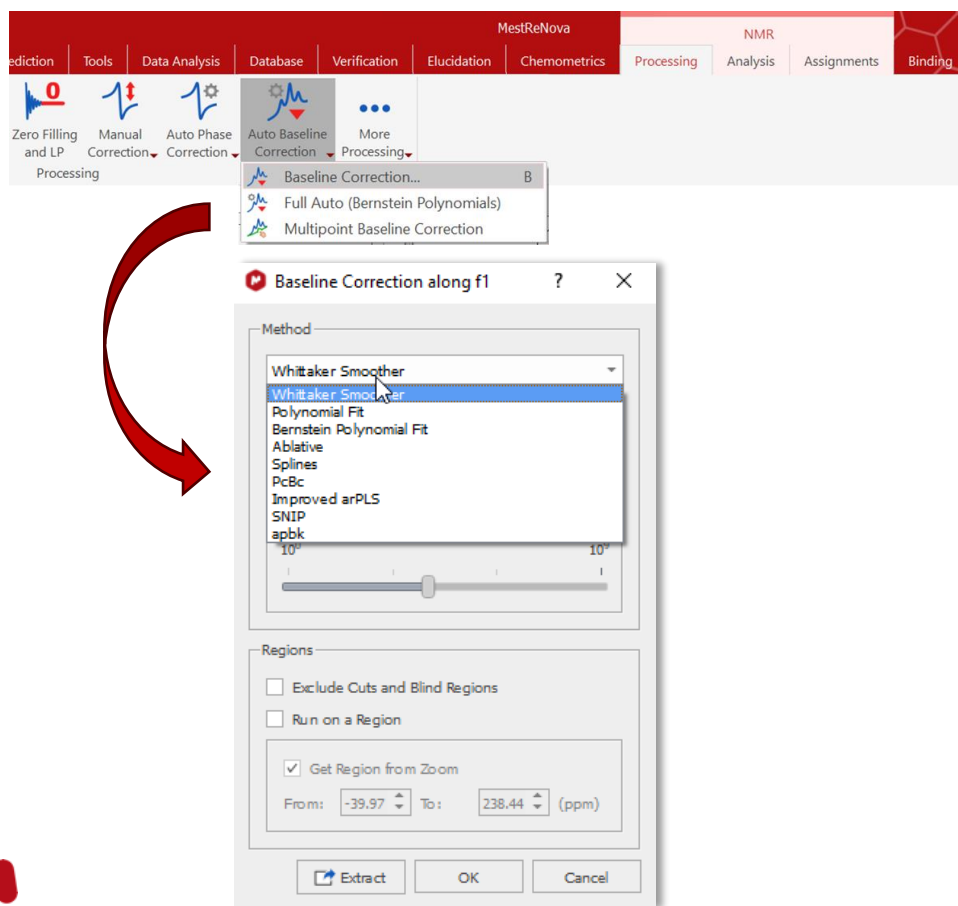 MestReNova
NMR
ediction Tools Data Analysis Database Verification Elucidation Chemometrics Processing Analysis Assignments Binding
0
Zero Filling and LP
Manual Correction
Auto Phase Correction
Auto Baseline Correction
More Processing
Processing
Baseline Correction... B
Full Auto (Bernstein Polynomials)
Multipoint Baseline Correction
Baseline Correction along f1 ?
Method
Whittaker Smoother
Whittaker Smoother
Polynomial Fit
Bernstein Polynomial Fit
Ablative
Splines
PcBc
Improved arPLS
SNIP
apbk
10⁰ 10⁹
Regions
Exclude Cuts and Blind Regions
Run on a Region
Get Region from Zoom
From: -39.97 To: 238.44 (ppm)
Extract OK Cancel